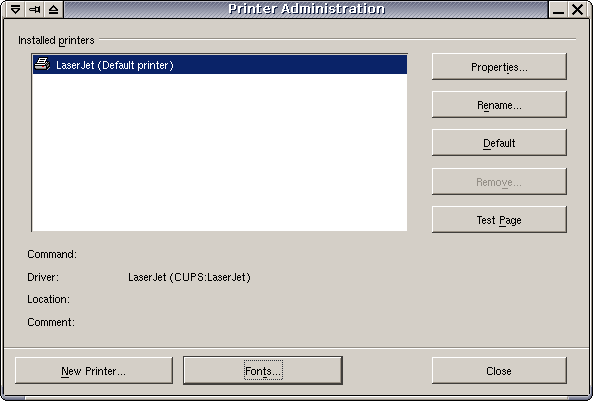 Printer Administration
Installed printers
LaserJet (Default printer)
Properties...
Rename...
Default
Remove...
Test Page
Command:
Driver: LaserJet (CUPS:LaserJet)
Location:
Comment:
New Printer... Fonts... Close